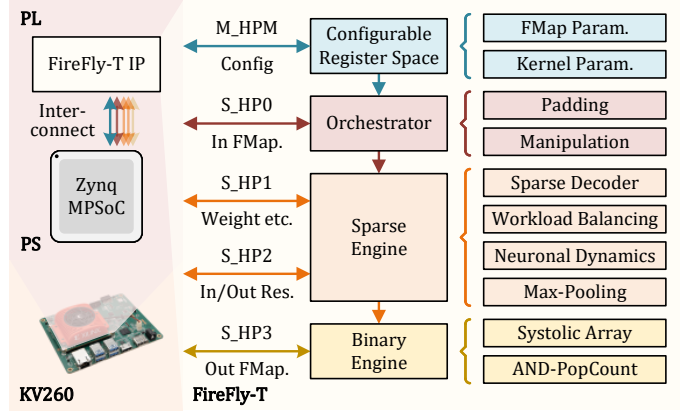 PL
FireFly-T IP
Inter-
connect
Zynq
MPSoC
PS
KV260
M_HPM
Config
S_HP0
In FMap.
S_HP1
Weight etc.
S_HP2
In/Out Res.
S_HP3
Out FMap.
FireFly-T
Configurable
Register Space
Orchestrator
Sparse
Engine
Binary
Engine
FMap Param.
Kernel Param.
Padding
Manipulation
Sparse Decoder
Workload Balancing
Neuronal Dynamics
Max-Pooling
Systolic Array
AND-PopCount